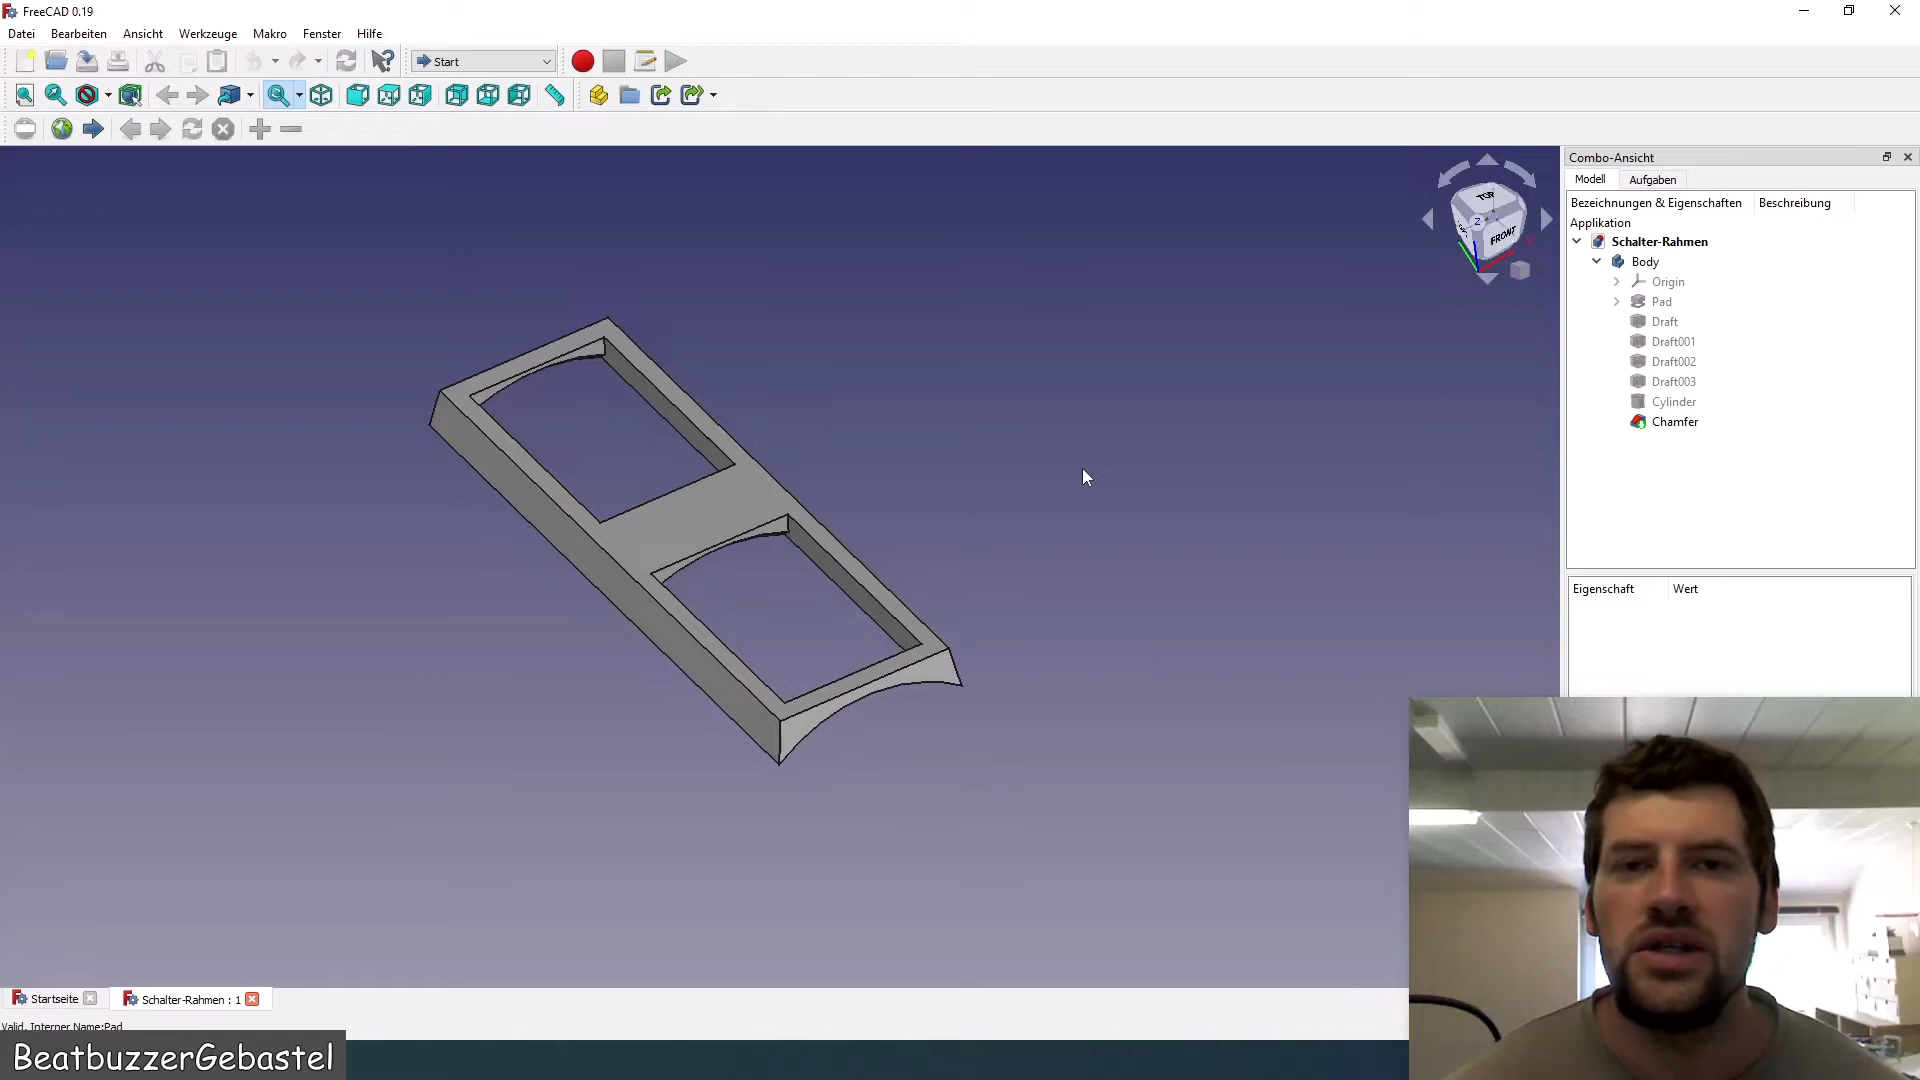 FreeCAD 0.19
Datei Bearbeiten Ansicht Werkzeuge Makro Fenster Hilfe
Start
Combo-Ansicht
Modell Aufgaben
Bezeichnungen & Eigenschaften Beschreibung
Applikation
Schalter-Rahmen
Body
Origin
Pad
Draft
Draft001
Draft002
Draft003
Cylinder
Chamfer
TOP
FRONT
Z
Eigenschaft Wert
Startseite Schalter-Rahmen : 1
Valid, Interner Name:Pad
BeatbuzzerGebastel